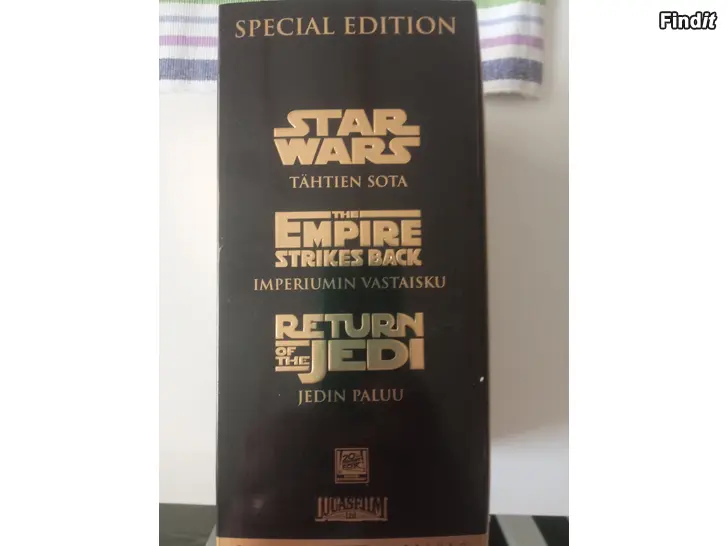 Findit
SPECIAL EDITION
STAR
WARS
TÄHTIEN SOTA
THE
EMPIRE
STRIKES BACK
IMPERIUMIN VASTAISKU
RETURN
OF THE JEDI
JEDIN PALUU
LUCASFILM
Ltd